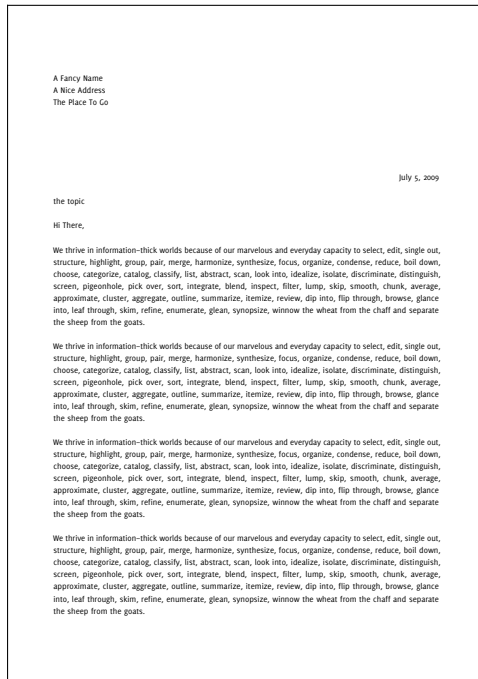 A Fancy Name
A Nice Address
The Place To Go
July 5, 2009
the topic
Hi There,
We thrive in information–thick worlds because of our marvelous and everyday capacity to select, edit, single out,
structure, highlight, group, pair, merge, harmonize, synthesize, focus, organize, condense, reduce, boil down,
choose, categorize, catalog, classify, list, abstract, scan, look into, idealize, isolate, discriminate, distinguish,
screen, pigeonhole, pick over, sort, integrate, blend, inspect, filter, lump, skip, smooth, chunk, average,
approximate, cluster, aggregate, outline, summarize, itemize, review, dip into, flip through, browse, glance
into, leaf through, skim, refine, enumerate, glean, synopsize, winnow the wheat from the chaff and separate
the sheep from the goats.
We thrive in information–thick worlds because of our marvelous and everyday capacity to select, edit, single out,
structure, highlight, group, pair, merge, harmonize, synthesize, focus, organize, condense, reduce, boil down,
choose, categorize, catalog, classify, list, abstract, scan, look into, idealize, isolate, discriminate, distinguish,
screen, pigeonhole, pick over, sort, integrate, blend, inspect, filter, lump, skip, smooth, chunk, average,
approximate, cluster, aggregate, outline, summarize, itemize, review, dip into, flip through, browse, glance
into, leaf through, skim, refine, enumerate, glean, synopsize, winnow the wheat from the chaff and separate
the sheep from the goats.
We thrive in information–thick worlds because of our marvelous and everyday capacity to select, edit, single out,
structure, highlight, group, pair, merge, harmonize, synthesize, focus, organize, condense, reduce, boil down,
choose, categorize, catalog, classify, list, abstract, scan, look into, idealize, isolate, discriminate, distinguish,
screen, pigeonhole, pick over, sort, integrate, blend, inspect, filter, lump, skip, smooth, chunk, average,
approximate, cluster, aggregate, outline, summarize, itemize, review, dip into, flip through, browse, glance
into, leaf through, skim, refine, enumerate, glean, synopsize, winnow the wheat from the chaff and separate
the sheep from the goats.
We thrive in information–thick worlds because of our marvelous and everyday capacity to select, edit, single out,
structure, highlight, group, pair, merge, harmonize, synthesize, focus, organize, condense, reduce, boil down,
choose, categorize, catalog, classify, list, abstract, scan, look into, idealize, isolate, discriminate, distinguish,
screen, pigeonhole, pick over, sort, integrate, blend, inspect, filter, lump, skip, smooth, chunk, average,
approximate, cluster, aggregate, outline, summarize, itemize, review, dip into, flip through, browse, glance
into, leaf through, skim, refine, enumerate, glean, synopsize, winnow the wheat from the chaff and separate
the sheep from the goats.